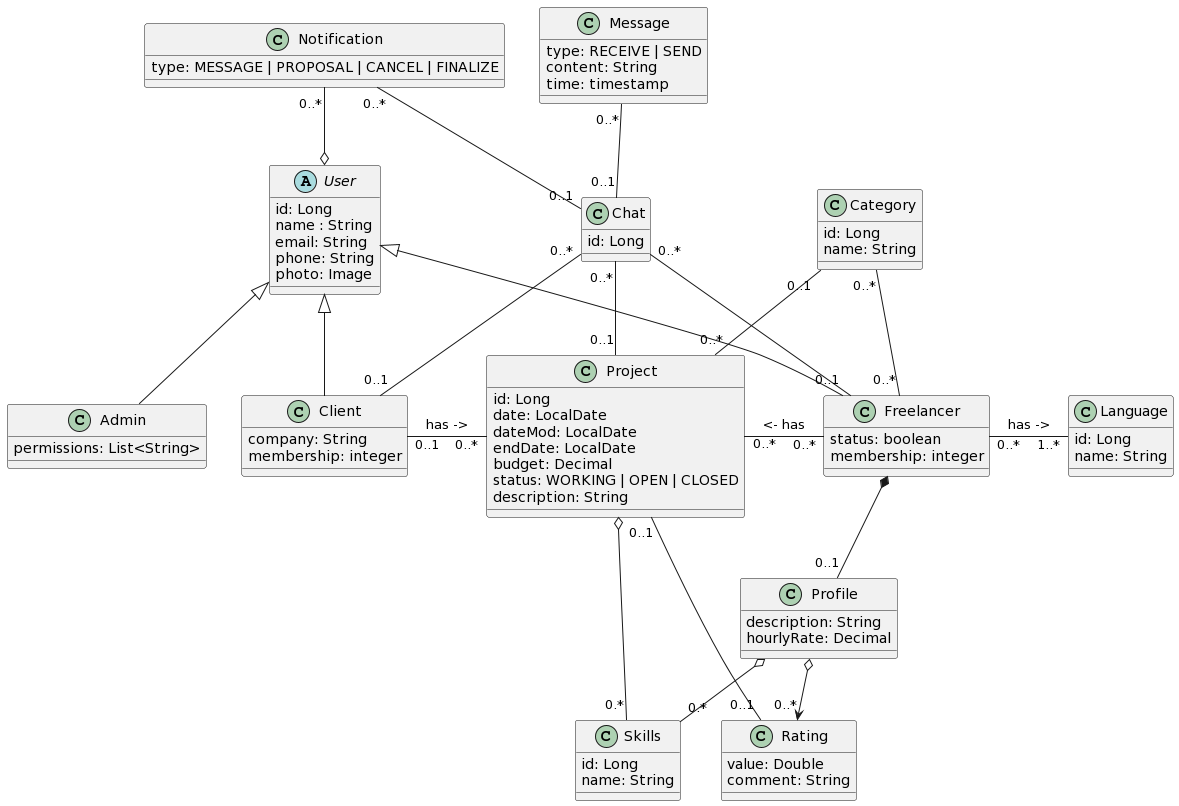 C Notification
type: MESSAGE | PROPOSAL | CANCEL | FINALIZE
C Message
type: RECEIVE | SEND
content: String
time: timestamp
0..*
0..*
0..*
0..1
0..1
A User
id: Long
name : String
email: String
phone: String
photo: Image
C Chat
id: Long
C Category
id: Long
name: String
0..*
0..*
0..*
0..1
0..*
0..1
0..*
0..1
0..1
0..*
C Admin
permissions: List<String>
C Client
company: String
membership: integer
has ->
0..1
0..*
C Project
id: Long
date: LocalDate
dateMod: LocalDate
endDate: LocalDate
budget: Decimal
status: WORKING | OPEN | CLOSED
description: String
<- has
0..*
0..*
C Freelancer
status: boolean
membership: integer
has ->
0..*
1..*
C Language
id: Long
name: String
0..1
0..1
C Profile
description: String
hourlyRate: Decimal
0.*
0.*
0..1
0..*
C Skills
id: Long
name: String
C Rating
value: Double
comment: String